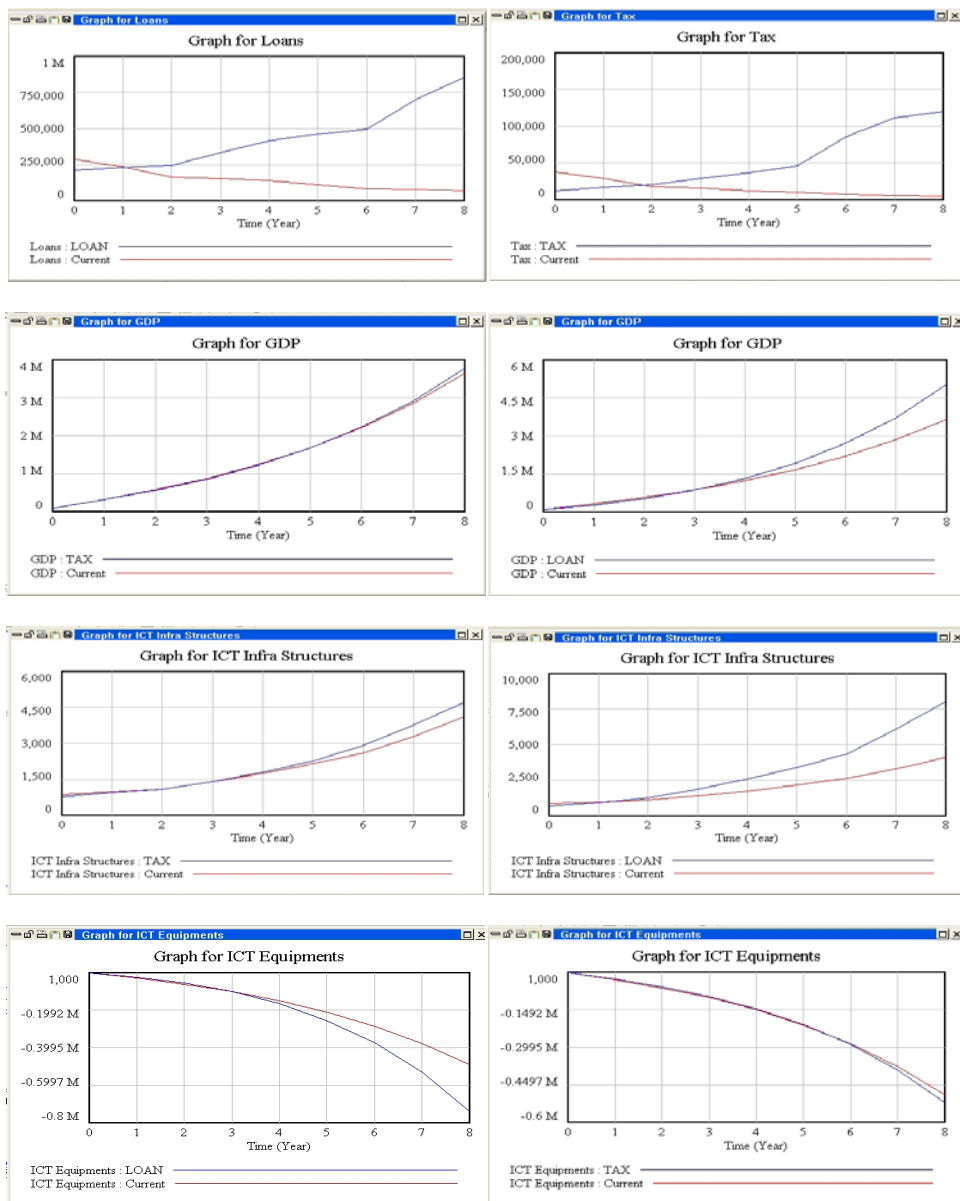 Graph for Loans
Graph for Loans
1 M
750,000
500,000
250,000
0
0 1 2 3 4 5 6 7 8
Time (Year)
Loans : LOAN
Loans : Current
Graph for Tax
Graph for Tax
200,000
150,000
100,000
50,000
0
0 1 2 3 4 5 6 7 8
Time (Year)
Tax : TAX
Tax : Current
Graph for GDP
Graph for GDP
4 M
3 M
2 M
1 M
0
0 1 2 3 4 5 6 7 8
Time (Year)
GDP : TAX
GDP : Current
Graph for GDP
Graph for GDP
6 M
4.5 M
3 M
1.5 M
0
0 1 2 3 4 5 6 7 8
Time (Year)
GDP : LOAN
GDP : Current
Graph for ICT Infra Structures
Graph for ICT Infra Structures
6,000
4,500
3,000
1,500
0
0 1 2 3 4 5 6 7 8
Time (Year)
ICT Infra Structures : TAX
ICT Infra Structures : Current
Graph for ICT Infra Structures
Graph for ICT Infra Structures
10,000
7,500
5,000
2,500
0
0 1 2 3 4 5 6 7 8
Time (Year)
ICT Infra Structures : LOAN
ICT Infra Structures : Current
Graph for ICT Equipments
Graph for ICT Equipments
1,000
-0.1992 M
-0.3995 M
-0.5997 M
-0.8 M
0 1 2 3 4 5 6 7 8
Time (Year)
ICT Equipments : LOAN
ICT Equipments : Current
Graph for ICT Equipments
Graph for ICT Equipments
1,000
-0.1492 M
-0.2995 M
-0.4497 M
-0.6 M
0 1 2 3 4 5 6 7 8
Time (Year)
ICT Equipments : TAX
ICT Equipments : Current